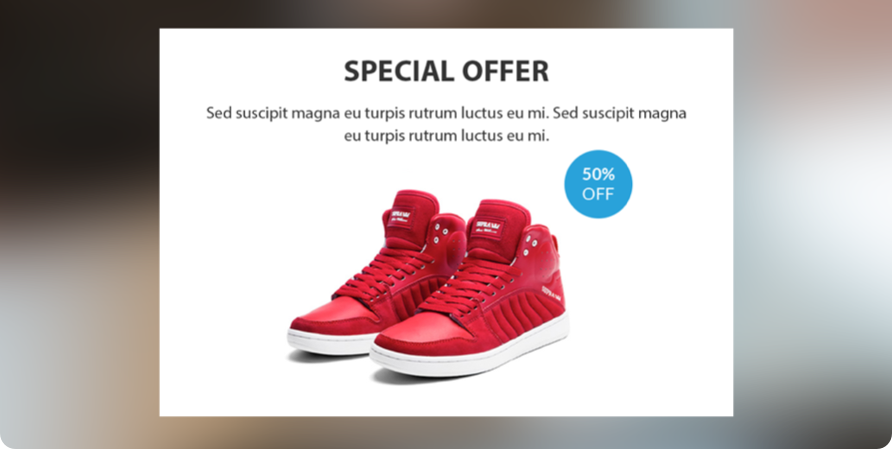 SPECIAL OFFER
Sed suscipit magna eu turpis rutrum luctus eu mi. Sed suscipit magna
eu turpis rutrum luctus eu mi.
50%
OFF